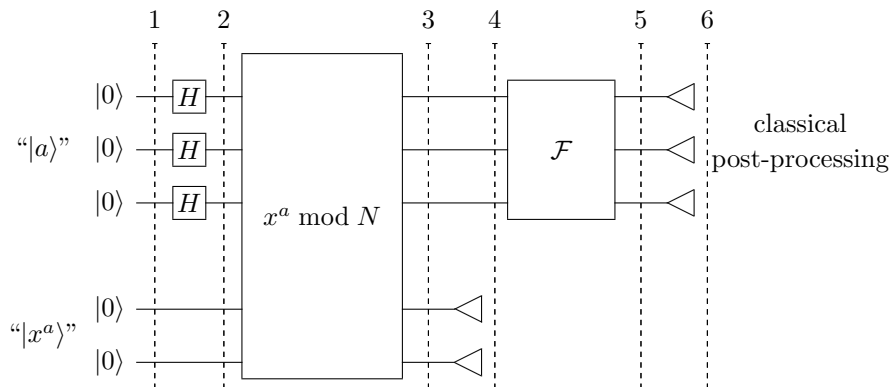 1 2 3 4 5 6
|0⟩ H
“|a⟩” |0⟩ H F classical
post-processing
|0⟩ H
x^a mod N
|0⟩
“|x^a⟩”
|0⟩